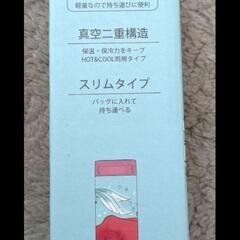 軽量なので持ち運びに便利
真空二重構造
保温・保冷力をキープ
HOT&COOL両用タイプ
スリムタイプ
バッグに入れて
持ち運べる